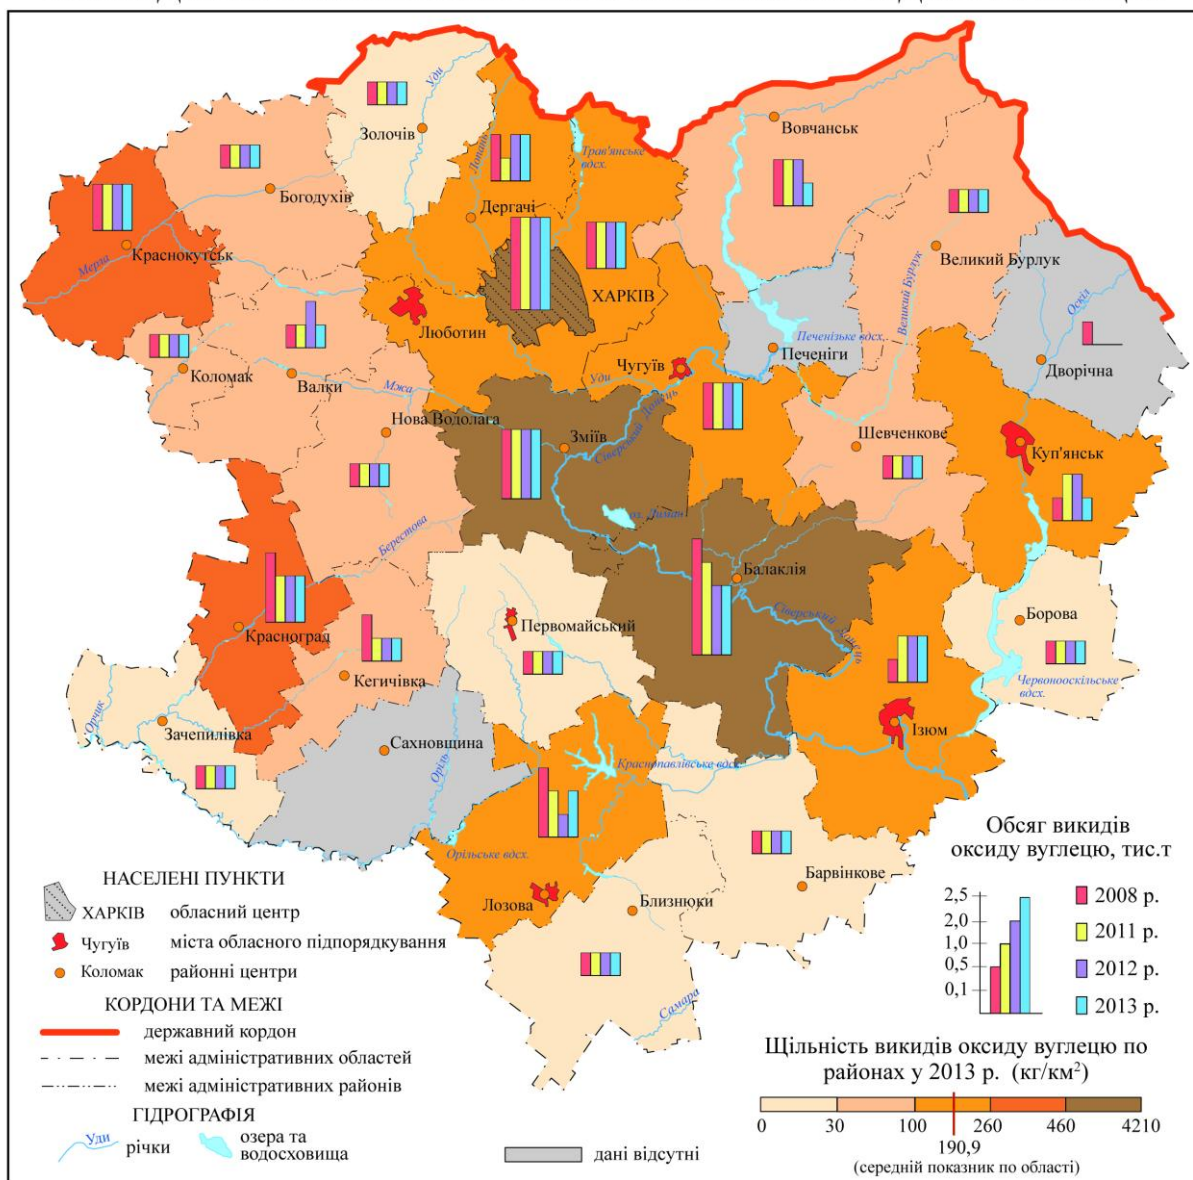 Уди
Золочів
Лопань
Трав'янське
вдсх.
Вовчанськ
Богодухів
Дергачі
Мерла
Краснокутськ
ХАРКІВ
Великий Бурлук
Великий Бурлук
Оскіл
Люботин
Печенізьке вдсх.
Печеніги
Дворічна
Коломак
Валки
Мжа
Уди
Чугуїв
Нова Водолага
Зміїв
Сіверський Донець
Шевченкове
Куп'янськ
оз. Лиман
Берестова
Балаклія
Сіверський Донець
Борова
Красноград
Первомайський
Кегичівка
Червонооскільське
вдсх.
Орчик
Зачепилівка
Сахновщина
Оріль
Ізюм
Краснопавлівське вдсх.
Орільське вдсх.
Лозова
Близнюки
Барвінкове
Самара
НАСЕЛЕНІ ПУНКТИ
ХАРКІВ обласний центр
Чугуїв міста обласного підпорядкування
Коломак районні центри
КОРДОНИ ТА МЕЖІ
державний кордон
межі адміністративних областей
межі адміністративних районів
ГІДРОГРАФІЯ
Уди річки
озера та
водосховища
дані відсутні
Обсяг викидів
оксиду вуглецю, тис.т
2,5
2,0
1,0
0,5
0,1
2008 р.
2011 р.
2012 р.
2013 р.
Щільність викидів оксиду вуглецю по
районах у 2013 р. (кг/км²)
0 30 100 260 460 4210
190,9
(середній показник по області)